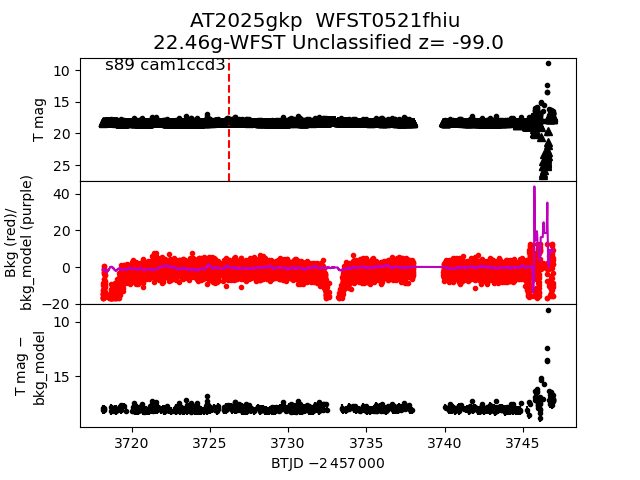 AT2025gkp  WFST0521fhiu
22.46g-WFST Unclassified z= -99.0
s89 cam1ccd3
10
15
20
25
T mag
40
20
0
−20
Bkg (red)/
bkg_model (purple)
10
15
T mag −
bkg_model
3720 3725 3730 3735 3740 3745
BTJD −2 457 000